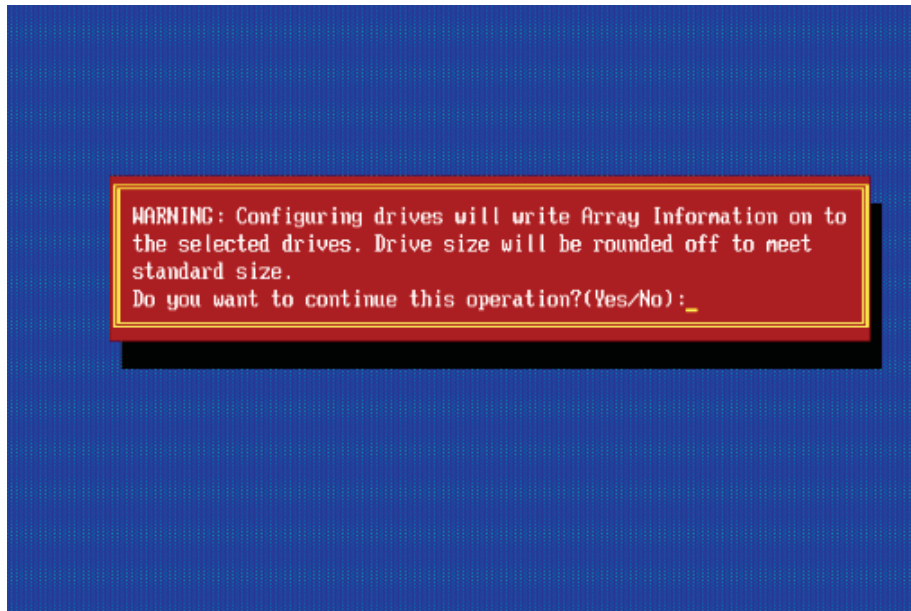 WARNING: Configuring drives will write Array Information on to
the selected drives. Drive size will be rounded off to meet
standard size.
Do you want to continue this operation?(Yes/No):_